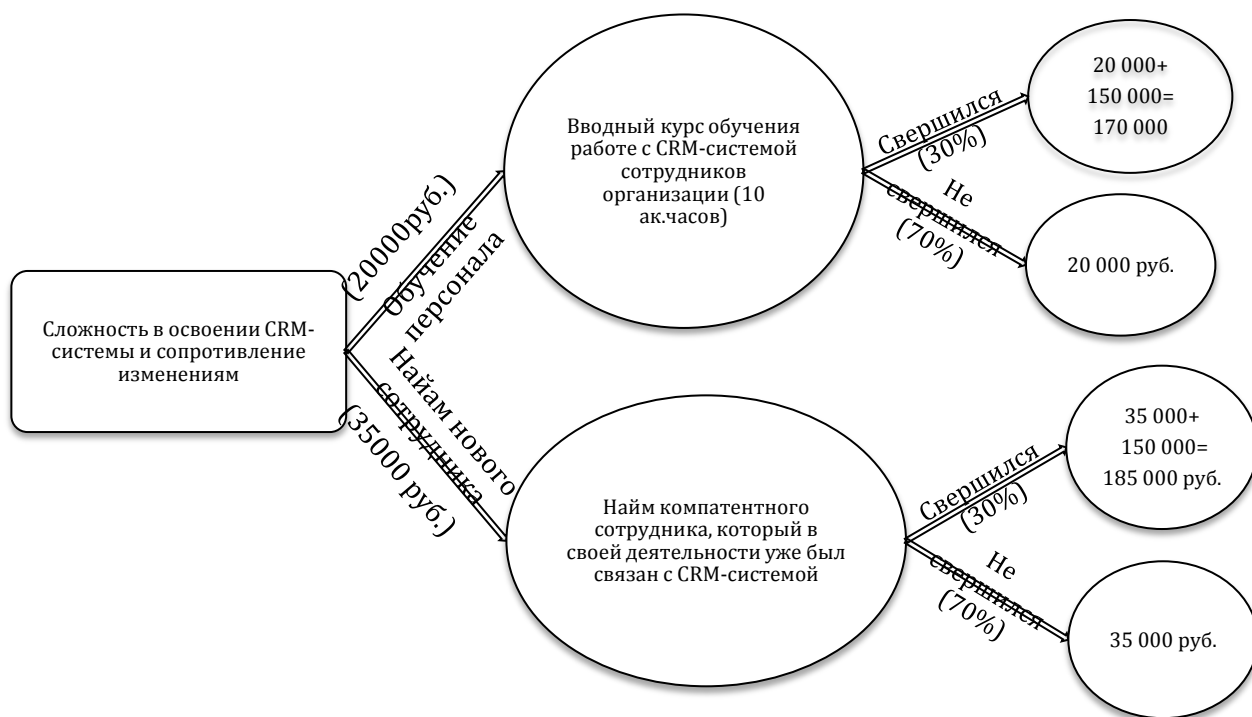 Сложность в освоении CRM-
системы и сопротивление
изменениям
(20000руб.)
Обучение
персонала
Найам нового
сотрудника
(35000 руб.)
Вводный курс обучения
работе с CRM-системой
сотрудников
организации (10
ак.часов)
Свершился
(30%)
Не
свершился
(70%)
20 000+
150 000=
170 000
20 000 руб.
Найм компатентного
сотрудника, который в
своей деятельности уже был
связан с CRM-системой
Свершился
(30%)
Не
свершился
(70%)
35 000+
150 000=
185 000 руб.
35 000 руб.